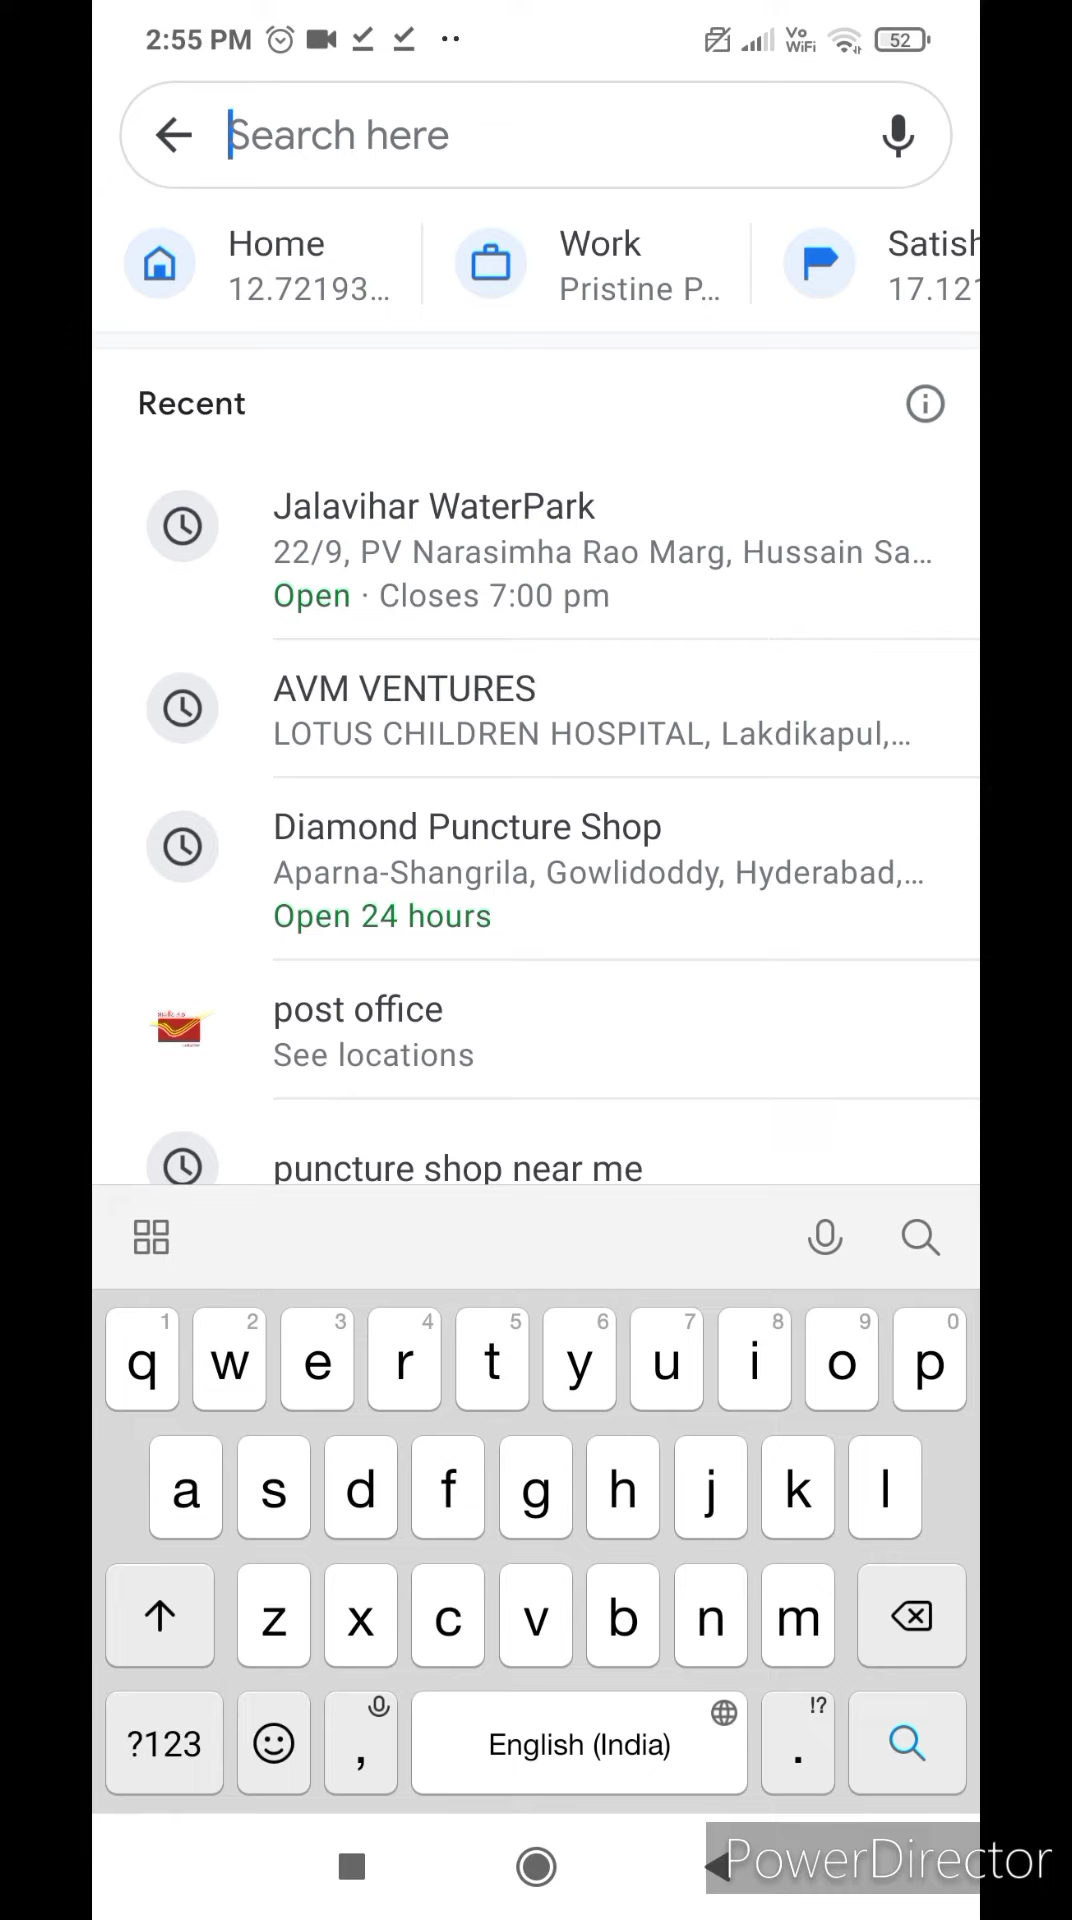 2:55 PM
Vo WiFi
52
Search here
Home
12.72193...
Work
Pristine P...
Satish
17.121
Recent
Jalavihar WaterPark
22/9, PV Narasimha Rao Marg, Hussain Sa...
Open · Closes 7:00 pm
AVM VENTURES
LOTUS CHILDREN HOSPITAL, Lakdikapul,...
Diamond Puncture Shop
Aparna-Shangrila, Gowlidoddy, Hyderabad,...
Open 24 hours
post office
See locations
puncture shop near me
1 2 3 4 5 6 7 8 9 0
q w e r t y u i o p
a s d f g h j k l
z x c v b n m
!?
?123 , English (India) .
PowerDirector